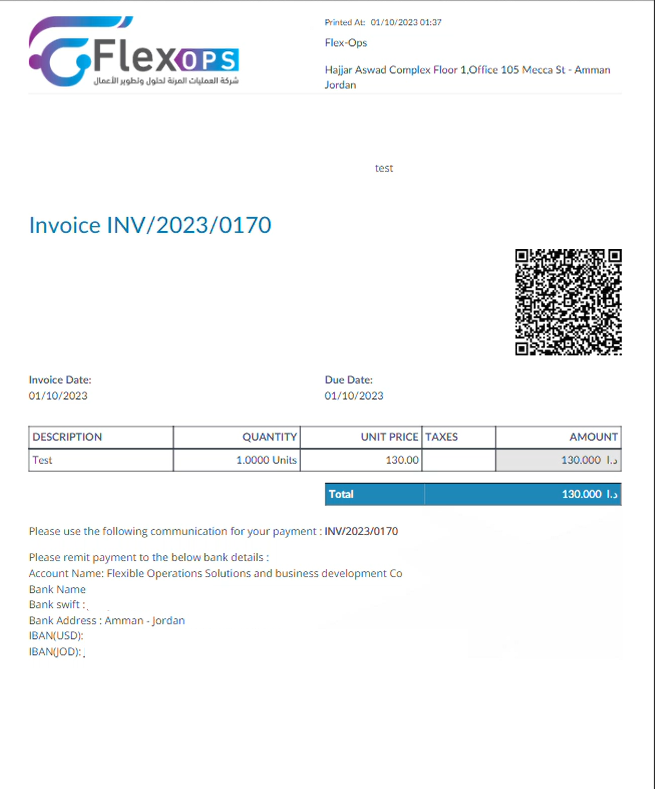 FlexOPS
شركة العمليات المرنة لحلول وتطوير الأعمال
Printed At: 01/10/2023 01:37
Flex-Ops
Hajjar Aswad Complex Floor 1,Office 105 Mecca St - Amman
Jordan
test
Invoice INV/2023/0170
Invoice Date:
01/10/2023
Due Date:
01/10/2023
DESCRIPTION QUANTITY UNIT PRICE TAXES AMOUNT
Test 1.0000 Units 130.00 130.000 د.ا
Total 130.000 د.ا
Please use the following communication for your payment : INV/2023/0170
Please remit payment to the below bank details :
Account Name: Flexible Operations Solutions and business development Co
Bank Name
Bank swift :
Bank Address : Amman - Jordan
IBAN(USD):
IBAN(JOD):